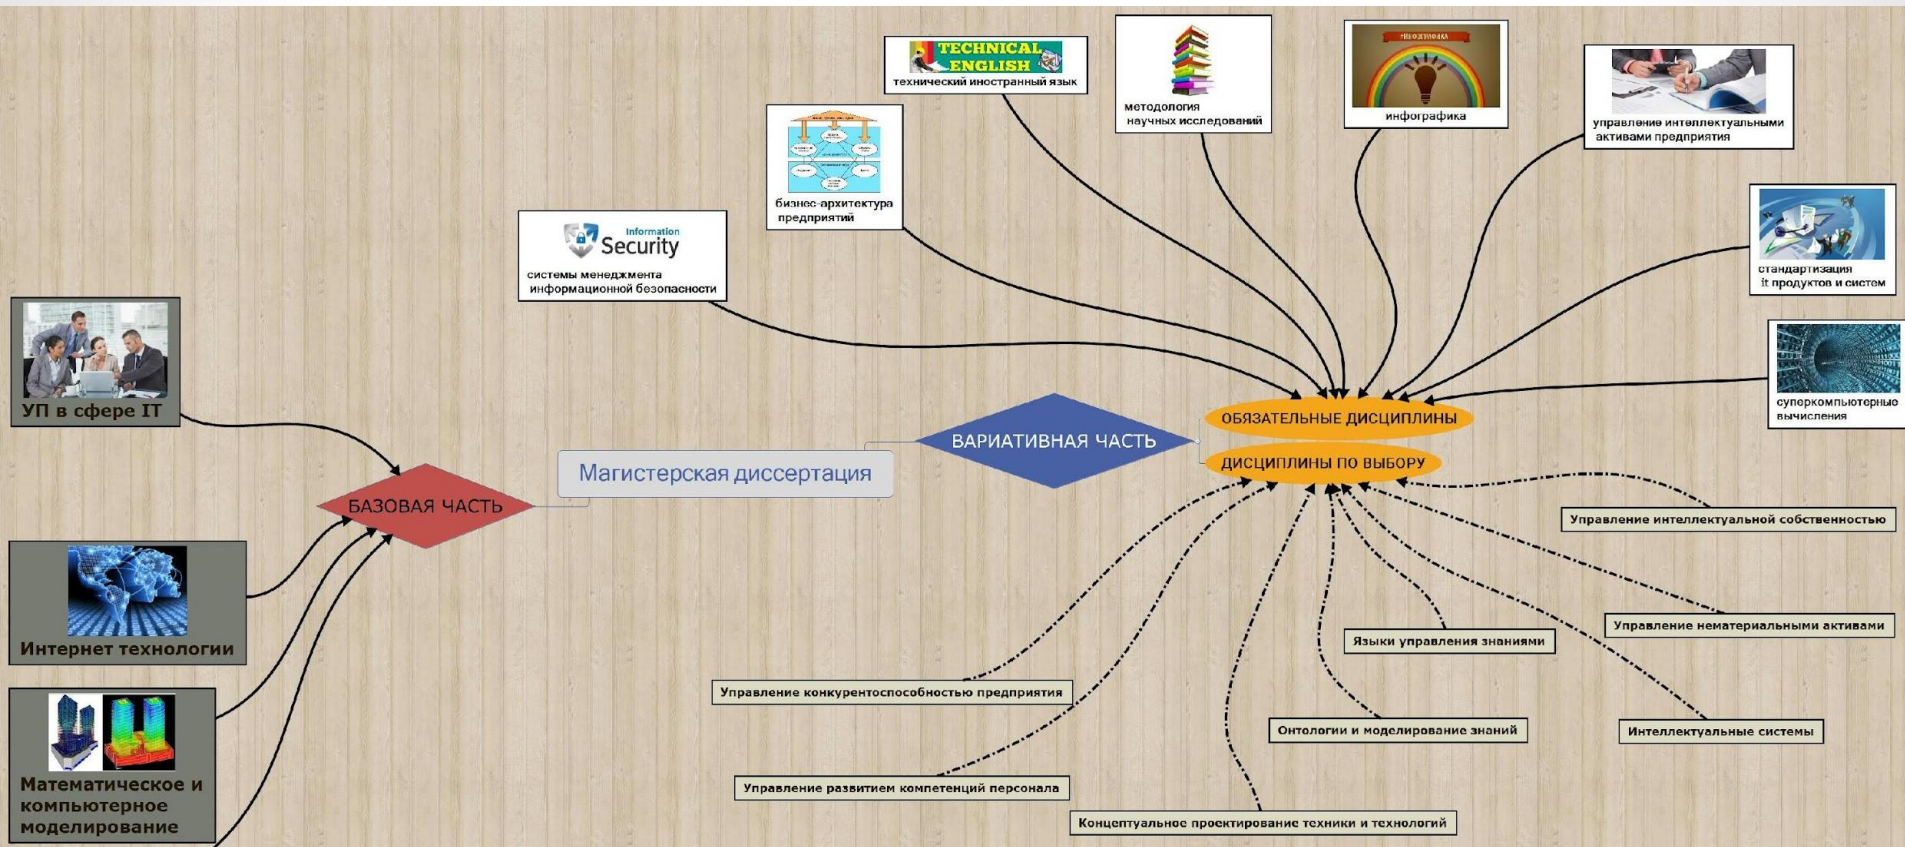 TECHNICAL
ENGLISH
технический иностранный язык
методология
научных исследований
ИНФОГРАФИКА
инфографика
управление интеллектуальными
активами предприятия
бизнес-архитектура
предприятий
Information
Security
системы менеджмента
информационной безопасности
стандартизация
it продуктов и систем
суперкомпьютерные
вычисления
УП в сфере IT
ОБЯЗАТЕЛЬНЫЕ ДИСЦИПЛИНЫ
ВАРИАТИВНАЯ ЧАСТЬ
ДИСЦИПЛИНЫ ПО ВЫБОРУ
Магистерская диссертация
БАЗОВАЯ ЧАСТЬ
Управление интеллектуальной собственностью
Интернет технологии
Управление нематериальными активами
Языки управления знаниями
Управление конкурентоспособностью предприятия
Онтологии и моделирование знаний
Интеллектуальные системы
Математическое и
компьютерное
моделирование
Управление развитием компетенций персонала
Концептуальное проектирование техники и технологий